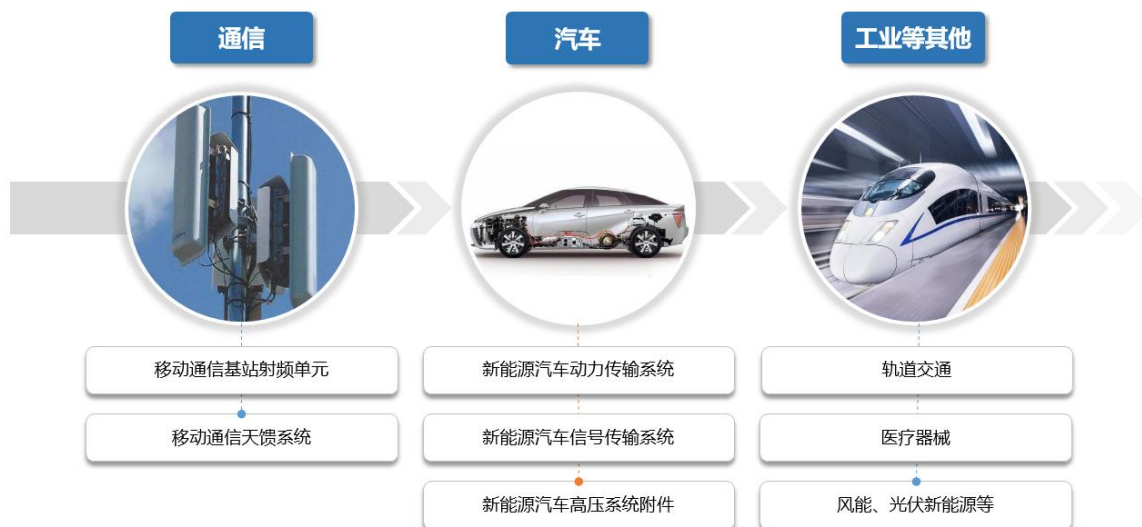 通信
汽车
工业等其他
移动通信基站射频单元
新能源汽车动力传输系统
轨道交通
移动通信天馈系统
新能源汽车信号传输系统
医疗器械
新能源汽车高压系统附件
风能、光伏新能源等